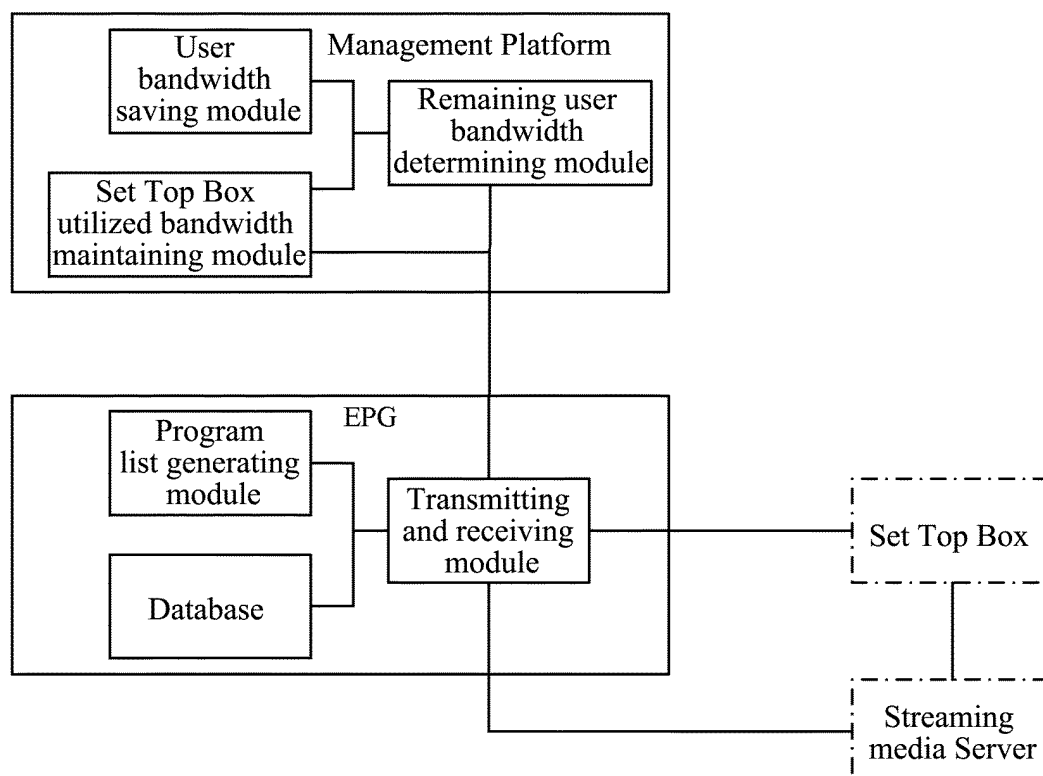 Management Platform
User
bandwidth
saving module
Remaining user
bandwidth
determining module
Set Top Box
utilized bandwidth
maintaining module
EPG
Program
list generating
module
Transmitting
and receiving
module
Database
Set Top Box
Streaming
media Server